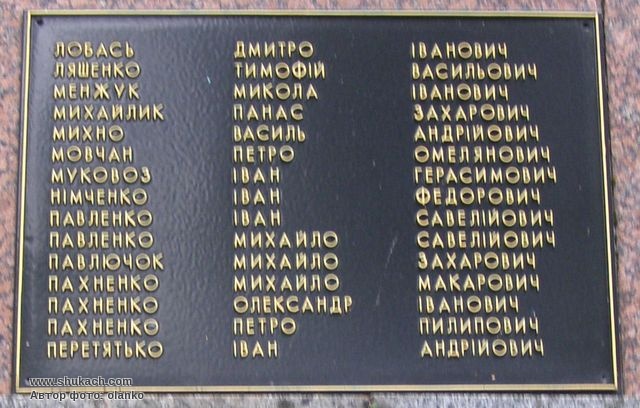 ЛОБАСЬ ДМИТРО ІВАНОВИЧ
ЛЯШЕНКО ТИМОФІЙ ВАСИЛЬОВИЧ
МЕНЖУК МИКОЛА ІВАНОВИЧ
МИХАЙЛИК ПАНАС ЗАХАРОВИЧ
МИХНО ВАСИЛЬ АНДРІЙОВИЧ
МОВЧАН ПЕТРО ОМЕЛЯНОВИЧ
МУКОВОЗ ІВАН ГЕРАСИМОВИЧ
НІМЧЕНКО ІВАН ФЕДОРОВИЧ
ПАВЛЕНКО ІВАН САВЕЛІЙОВИЧ
ПАВЛЕНКО МИХАЙЛО САВЕЛІЙОВИЧ
ПАВЛЮЧОК МИХАЙЛО ЗАХАРОВИЧ
ПАХНЕНКО МИХАЙЛО МАКАРОВИЧ
ПАХНЕНКО ОЛЕКСАНДР ІВАНОВИЧ
ПАХНЕНКО ПЕТРО ПИЛИПОВИЧ
ПЕРЕТЯТЬКО ІВАН АНДРІЙОВИЧ
www.shukach.com
Автор фото: olanko